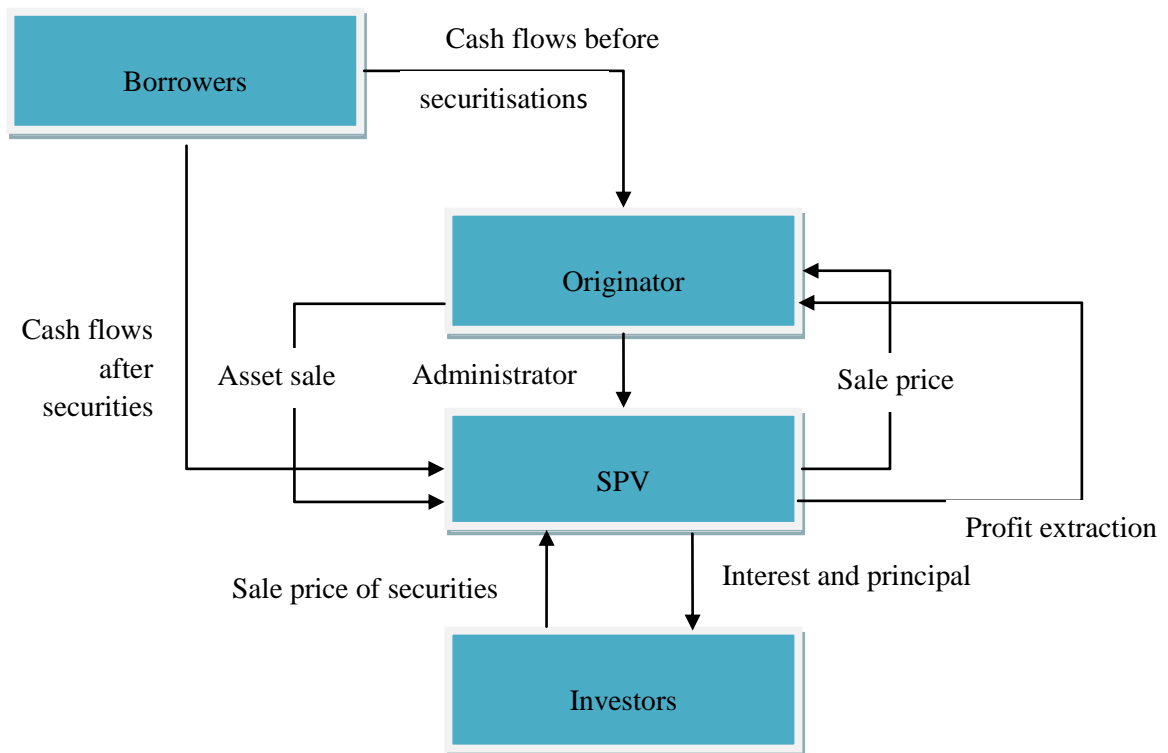 Cash flows before
Borrowers
securitisations
Originator
Cash flows
after
securities
Asset sale
Administrator
Sale price
SPV
Profit extraction
Sale price of securities
Interest and principal
Investors